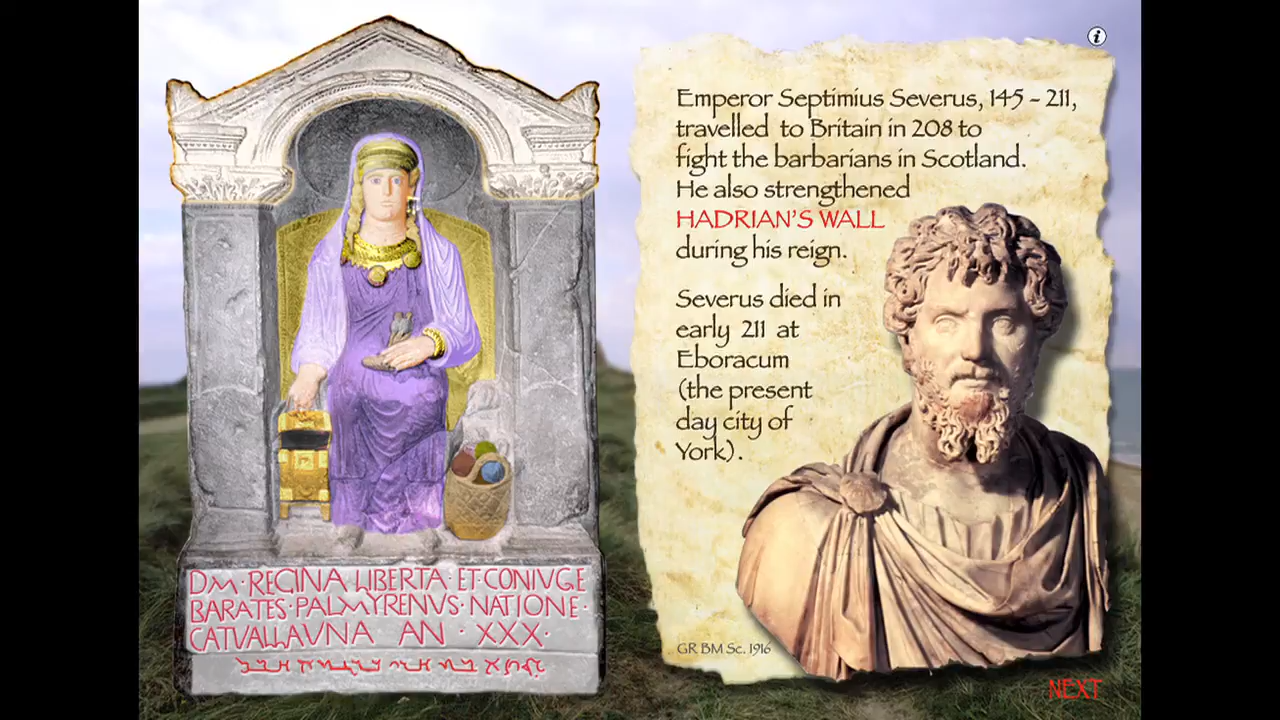 DM·REGINA LIBERTA·ET·CONIVGE
BARATES·PALMYRENVS·NATIONE·
CATVALLAVNA AN·XXX·
i
Emperor Septimius Severus, 145 - 211,
travelled to Britain in 208 to
fight the barbarians in Scotland.
He also strengthened
HADRIAN'S WALL
during his reign.
Severus died in
early 211 at
Eboracum
(the present
day city of
York).
GR BM Sc. 1916
NEXT